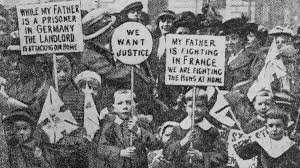 WHILE MY FATHER
IS A PRISONER
IN GERMANY
THE LANDLORD
IS ATTACKING OUR HOME
WE
WANT
JUSTICE
MY FATHER
IS FIGHTING
IN FRANCE
WE ARE FIGHTING
THE HUNS AT HOME